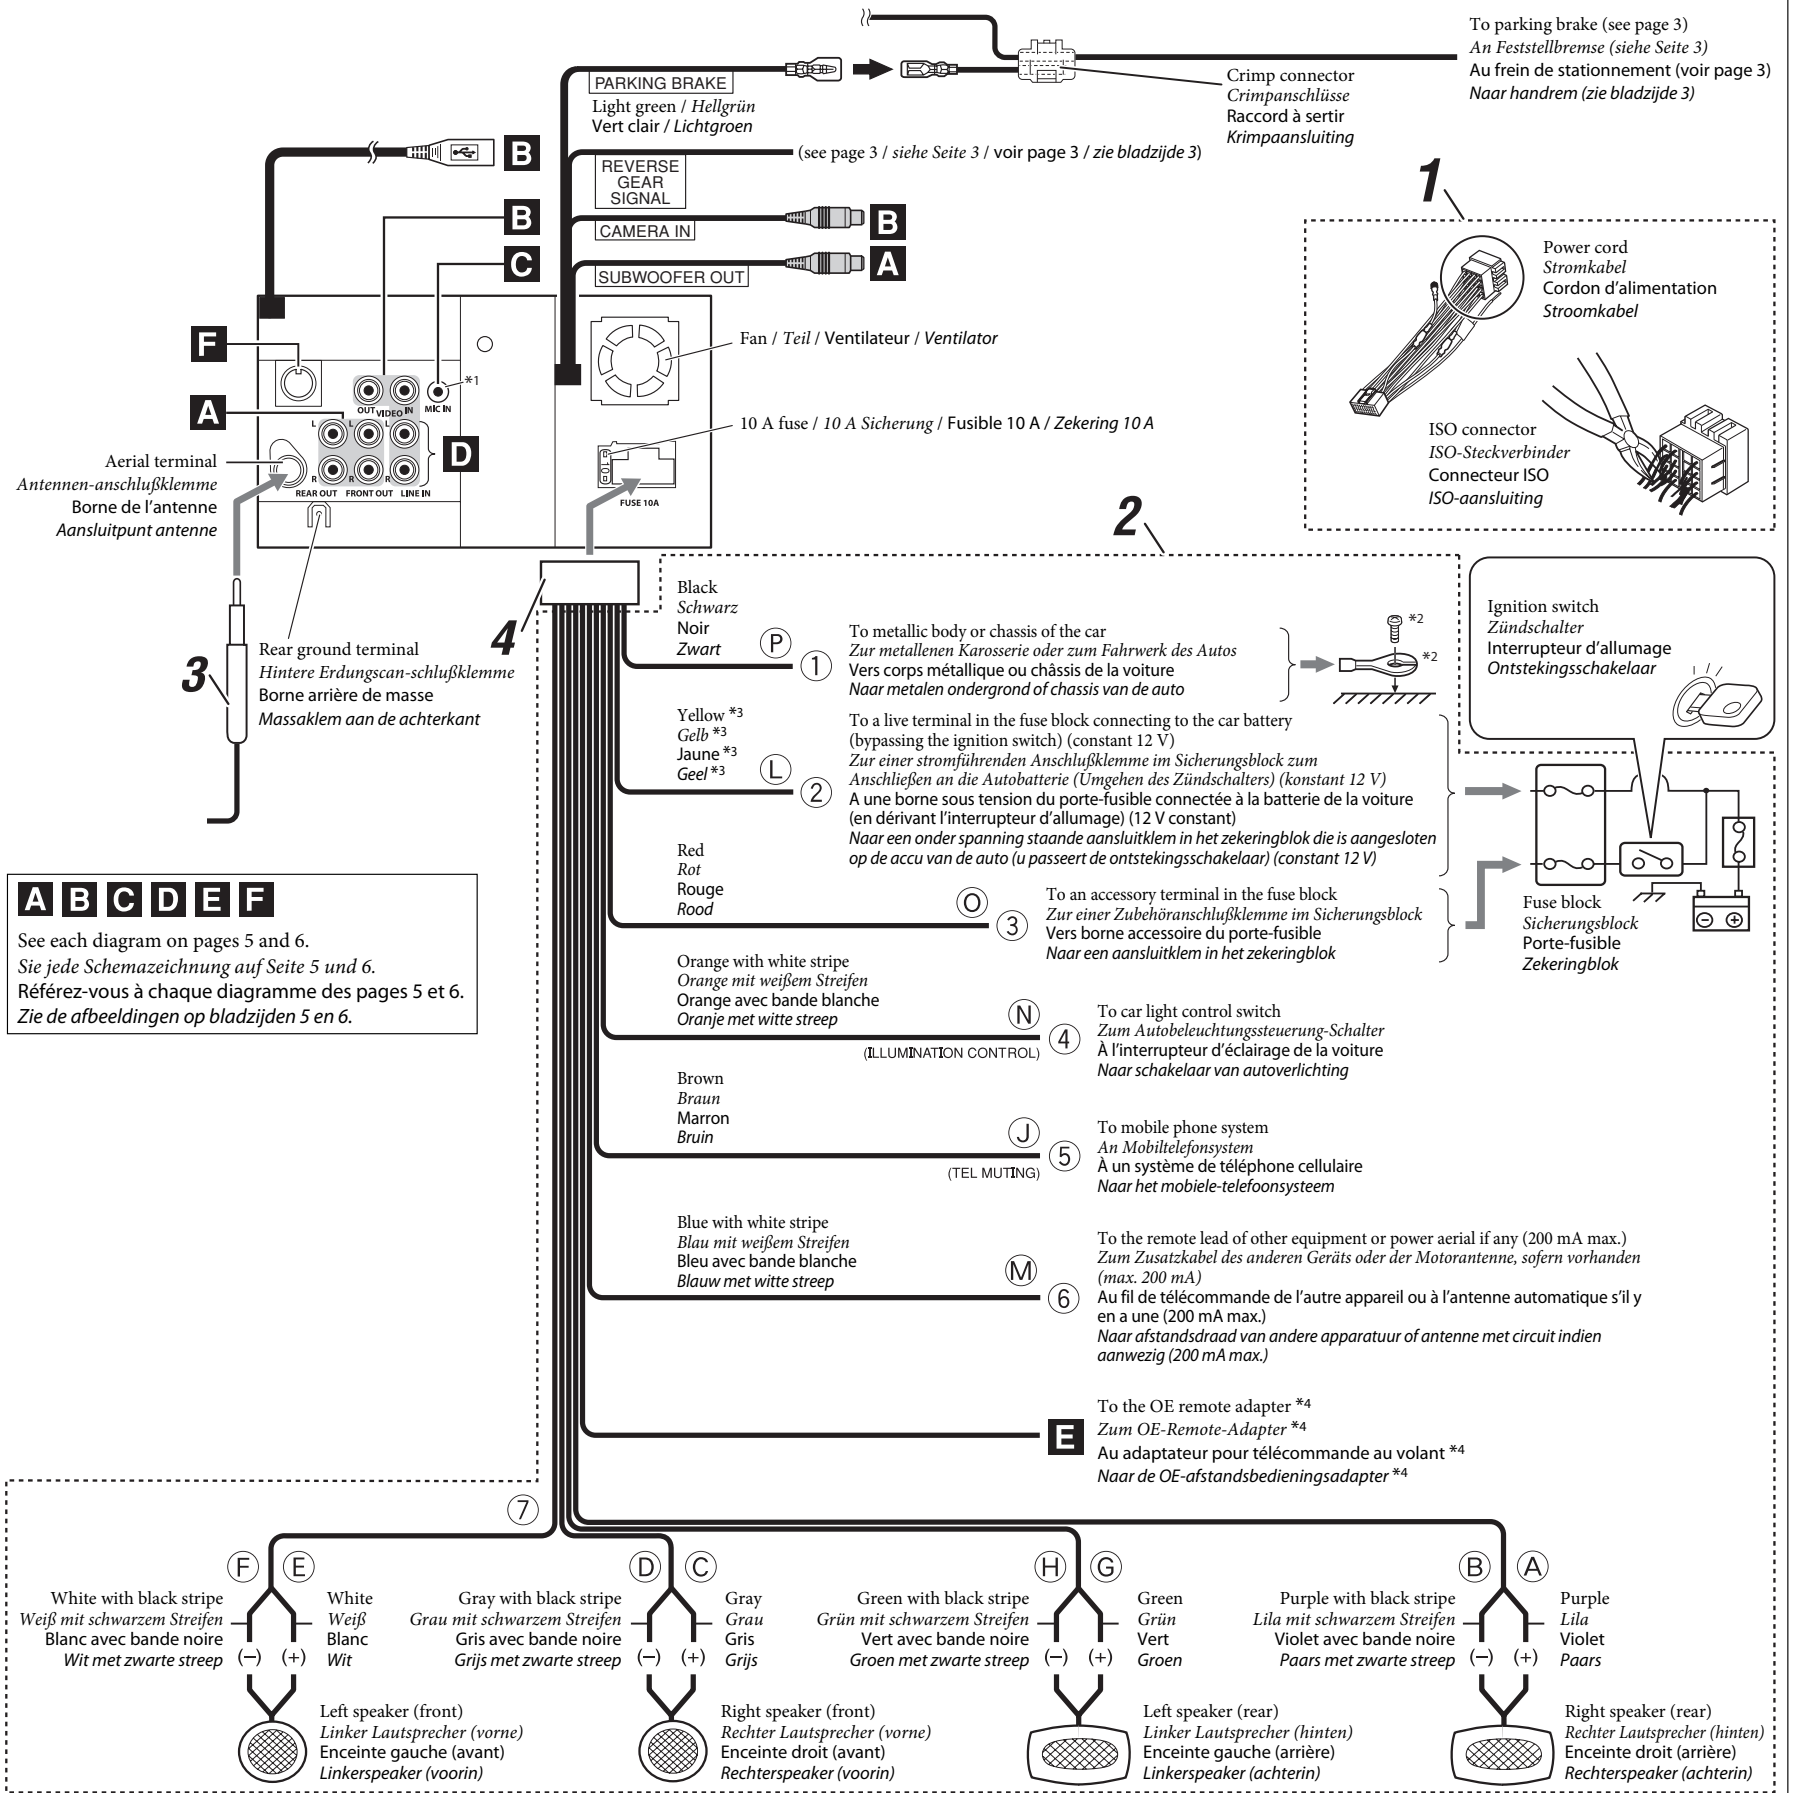 To parking brake (see page 3)
An Feststellbremse (siehe Seite 3)
Au frein de stationnement (voir page 3)
Naar handrem (zie bladzijde 3)
Crimp connector
Crimpanschlüsse
Raccord à sertir
Krimpaansluiting
PARKING BRAKE
Light green / Hellgrün
Vert clair / Lichtgroen
B
(see page 3 / siehe Seite 3 / voir page 3 / zie bladzijde 3)
REVERSE
GEAR
SIGNAL
B
CAMERA IN
B
C
SUBWOOFER OUT
A
1
Power cord
Stromkabel
Cordon d'alimentation
Stroomkabel
ISO connector
ISO-Steckverbinder
Connecteur ISO
ISO-aansluiting
Fan / Teil / Ventilateur / Ventilator
F
*1
OUT VIDEO IN
MIC IN
A
L L L
D
10 A fuse / 10 A Sicherung / Fusible 10 A / Zekering 10 A
10
R R R
REAR OUT FRONT OUT LINE IN
FUSE 10A
Aerial terminal
Antennen-anschlußklemme
Borne de l'antenne
Aansluitpunt antenne
3
Rear ground terminal
Hintere Erdungscan-schlußklemme
Borne arrière de masse
Massaklem aan de achterkant
4
2
Ignition switch
Zündschalter
Interrupteur d'allumage
Ontstekingsschakelaar
Black
Schwarz
Noir
Zwart
P
1
To metallic body or chassis of the car
Zur metallenen Karosserie oder zum Fahrwerk des Autos
Vers corps métallique ou châssis de la voiture
Naar metalen ondergrond of chassis van de auto
*2
*2
Yellow *3
Gelb *3
Jaune *3
Geel *3
L
2
To a live terminal in the fuse block connecting to the car battery
(bypassing the ignition switch) (constant 12 V)
Zur einer stromführenden Anschlußklemme im Sicherungsblock zum
Anschließen an die Autobatterie (Umgehen des Zündschalters) (konstant 12 V)
A une borne sous tension du porte-fusible connectée à la batterie de la voiture
(en dérivant l'interrupteur d'allumage) (12 V constant)
Naar een onder spanning staande aansluitklem in het zekeringblok die is aangesloten
op de accu van de auto (u passeert de ontstekingsschakelaar) (constant 12 V)
Red
Rot
Rouge
Rood
O
3
To an accessory terminal in the fuse block
Zur einer Zubehöranschlußklemme im Sicherungsblock
Vers borne accessoire du porte-fusible
Naar een aansluitklem in het zekeringblok
Fuse block
Sicherungsblock
Porte-fusible
Zekeringblok
⊖ ⊕
A B C D E F
See each diagram on pages 5 and 6.
Sie jede Schemazeichnung auf Seite 5 und 6.
Référez-vous à chaque diagramme des pages 5 et 6.
Zie de afbeeldingen op bladzijden 5 en 6.
Orange with white stripe
Orange mit weißem Streifen
Orange avec bande blanche
Oranje met witte streep
N
(ILLUMINATION CONTROL)
4
To car light control switch
Zum Autobeleuchtungssteuerung-Schalter
À l'interrupteur d'éclairage de la voiture
Naar schakelaar van autoverlichting
Brown
Braun
Marron
Bruin
J
(TEL MUTING)
5
To mobile phone system
An Mobiltelefonsystem
À un système de téléphone cellulaire
Naar het mobiele-telefoonsysteem
Blue with white stripe
Blau mit weißem Streifen
Bleu avec bande blanche
Blauw met witte streep
M
6
To the remote lead of other equipment or power aerial if any (200 mA max.)
Zum Zusatzkabel des anderen Geräts oder der Motorantenne, sofern vorhanden
(max. 200 mA)
Au fil de télécommande de l'autre appareil ou à l'antenne automatique s'il y
en a une (200 mA max.)
Naar afstandsdraad van andere apparatuur of antenne met circuit indien
aanwezig (200 mA max.)
E
To the OE remote adapter *4
Zum OE-Remote-Adapter *4
Au adaptateur pour télécommande au volant *4
Naar de OE-afstandsbedieningsadapter *4
7
F E
White with black stripe
Weiß mit schwarzem Streifen
Blanc avec bande noire
Wit met zwarte streep
(−) (+)
White
Weiß
Blanc
Wit
Left speaker (front)
Linker Lautsprecher (vorne)
Enceinte gauche (avant)
Linkerspeaker (voorin)
D C
Gray with black stripe
Grau mit schwarzem Streifen
Gris avec bande noire
Grijs met zwarte streep
(−) (+)
Gray
Grau
Gris
Grijs
Right speaker (front)
Rechter Lautsprecher (vorne)
Enceinte droit (avant)
Rechterspeaker (voorin)
H G
Green with black stripe
Grün mit schwarzem Streifen
Vert avec bande noire
Groen met zwarte streep
(−) (+)
Green
Grün
Vert
Groen
Left speaker (rear)
Linker Lautsprecher (hinten)
Enceinte gauche (arrière)
Linkerspeaker (achterin)
B A
Purple with black stripe
Lila mit schwarzem Streifen
Violet avec bande noire
Paars met zwarte streep
(−) (+)
Purple
Lila
Violet
Paars
Right speaker (rear)
Rechter Lautsprecher (hinten)
Enceinte droit (arrière)
Rechterspeaker (achterin)